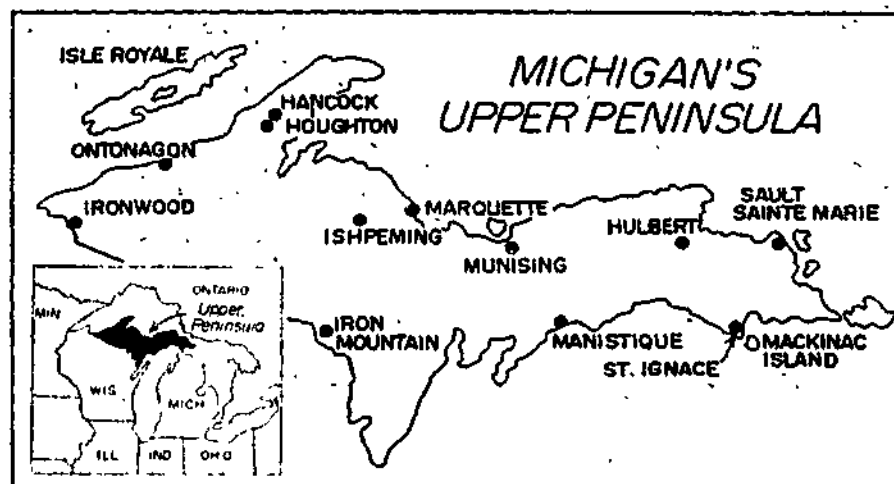 ISLE ROYALE
MICHIGAN'S
UPPER PENINSULA
HANCOCK
HOUGHTON
ONTONAGON
IRONWOOD
MARQUETTE
ISHPEMING
MUNISING
HULBERT
SAULT
SAINTE MARIE
IRON
MOUNTAIN
MANISTIQUE
ST. IGNACE
MACKINAC
ISLAND
ONTARIO
Upper
Peninsula
MIN
WIS
MICH
ILL
IND
OHIO